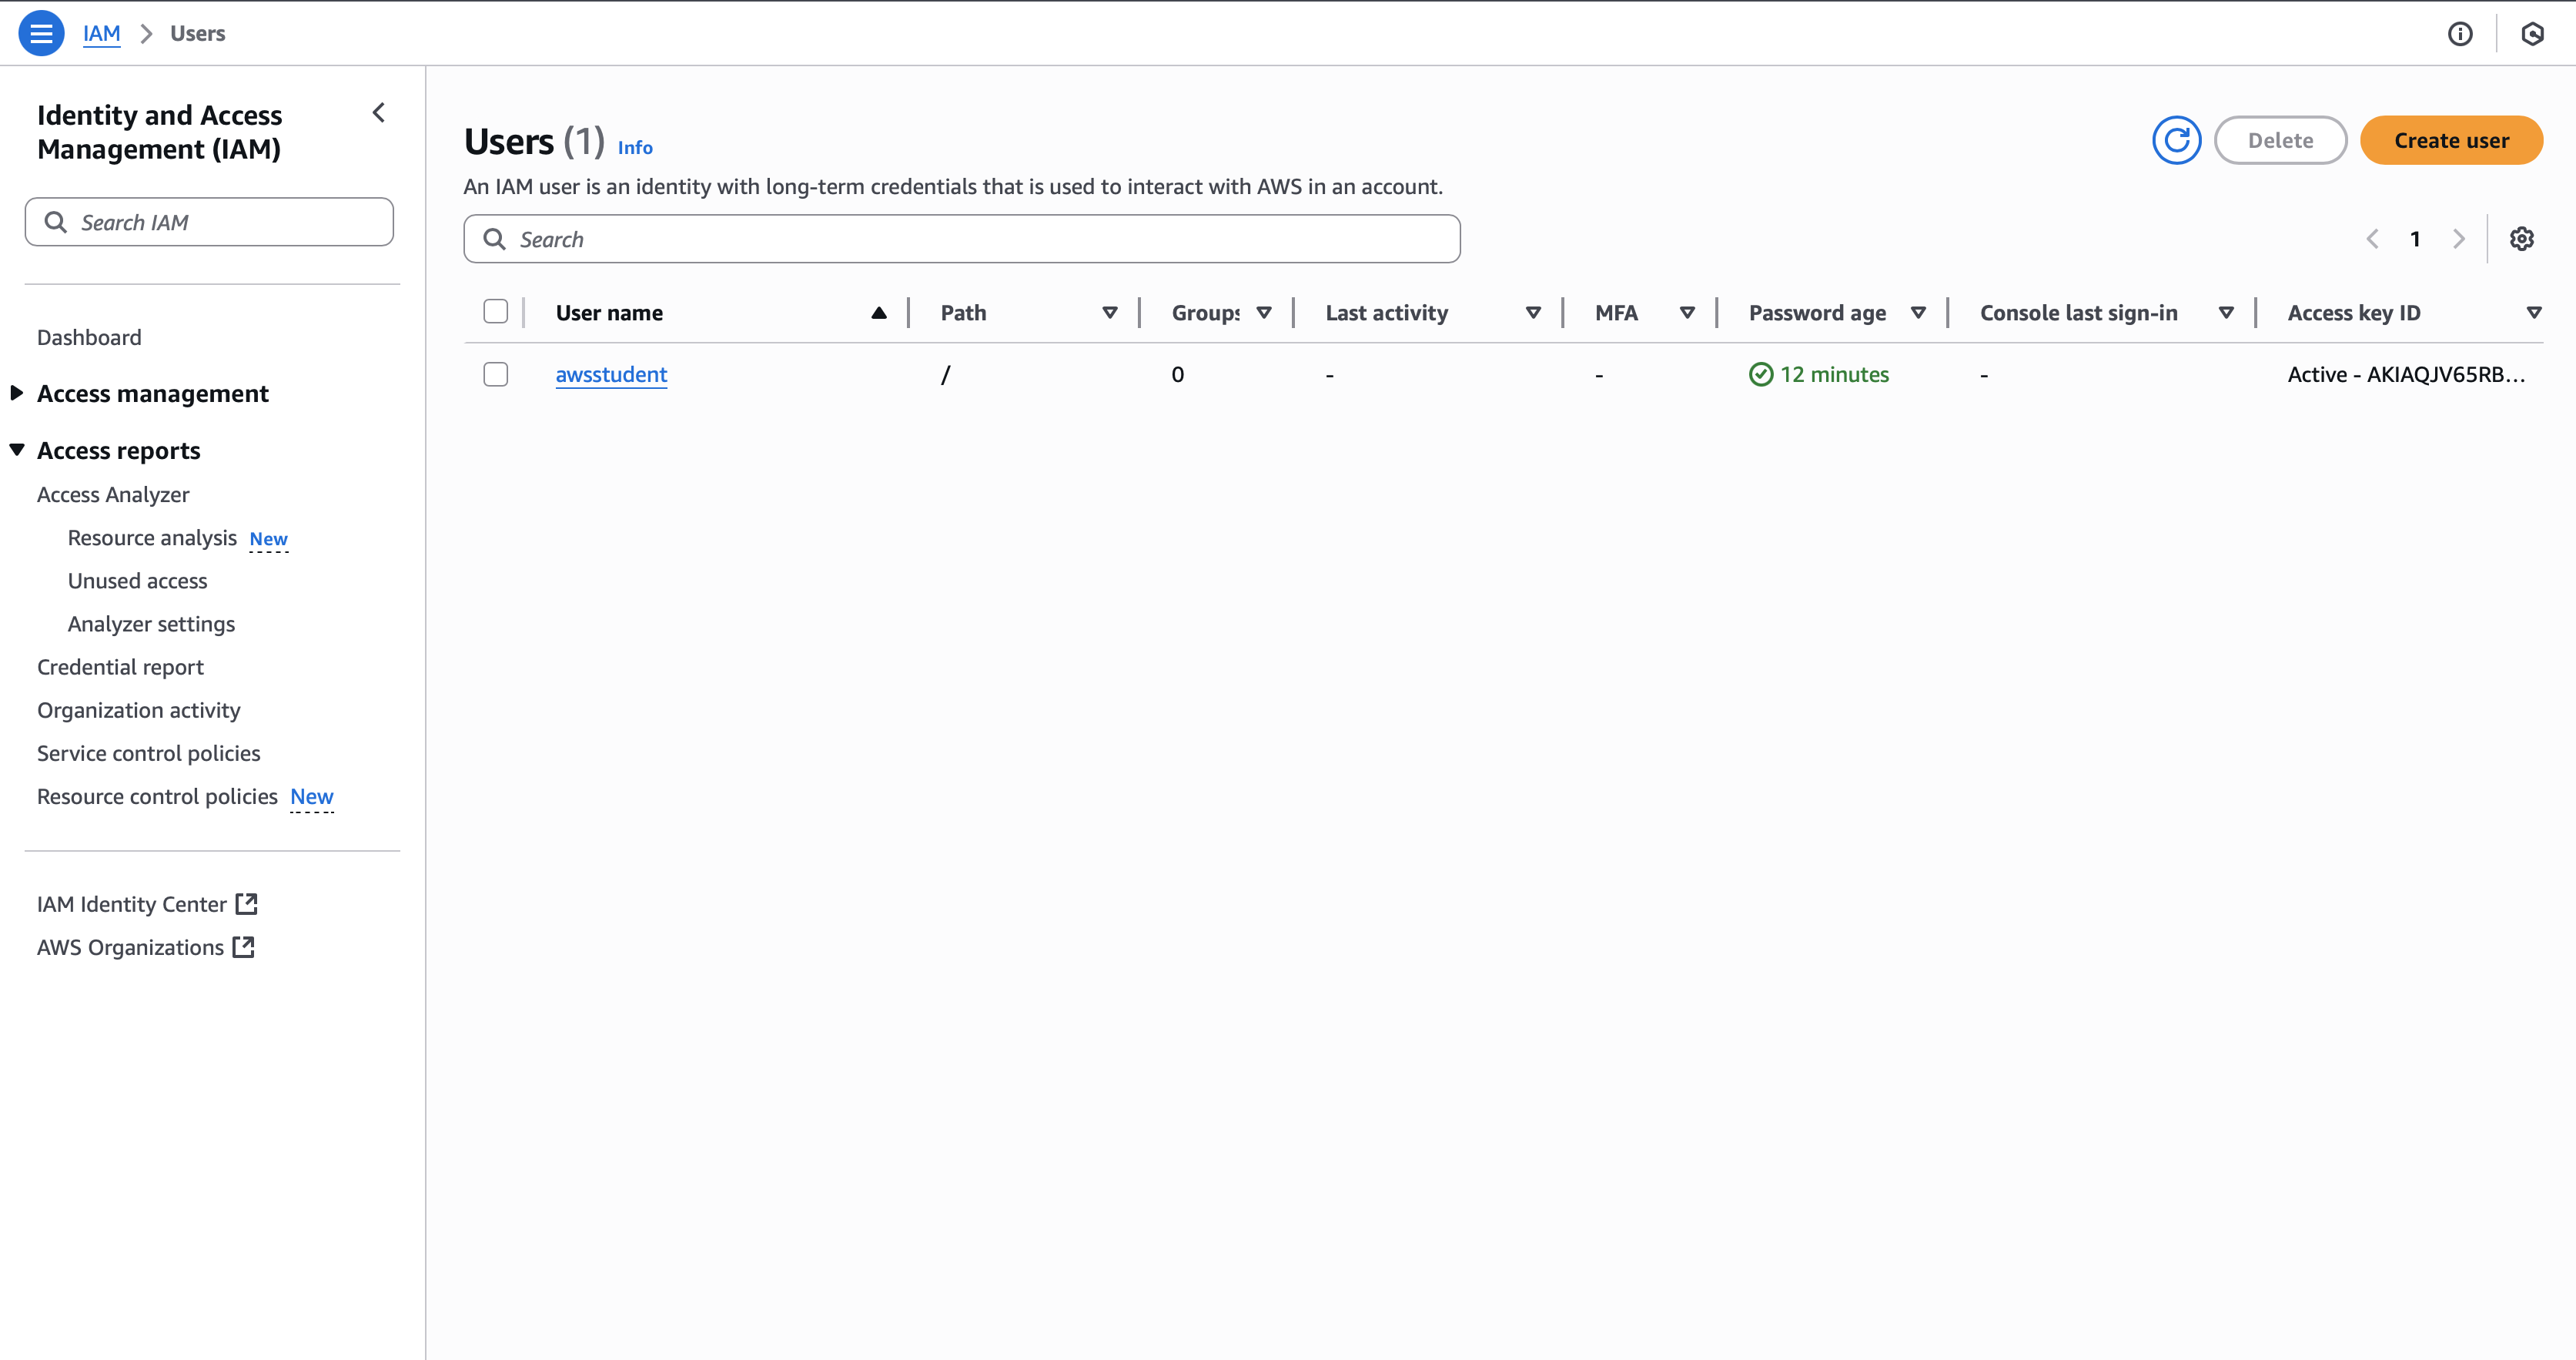 IAM > Users
Identity and Access
Management (IAM)
Search IAM
Dashboard
Access management
Access reports
Access Analyzer
Resource analysis New
Unused access
Analyzer settings
Credential report
Organization activity
Service control policies
Resource control policies New
IAM Identity Center
AWS Organizations
Users (1) Info
Delete
Create user
An IAM user is an identity with long-term credentials that is used to interact with AWS in an account.
Search
1
User name Path Groups Last activity MFA Password age Console last sign-in Access key ID
awsstudent / 0 - - 12 minutes - Active - AKIAQJV65RB...